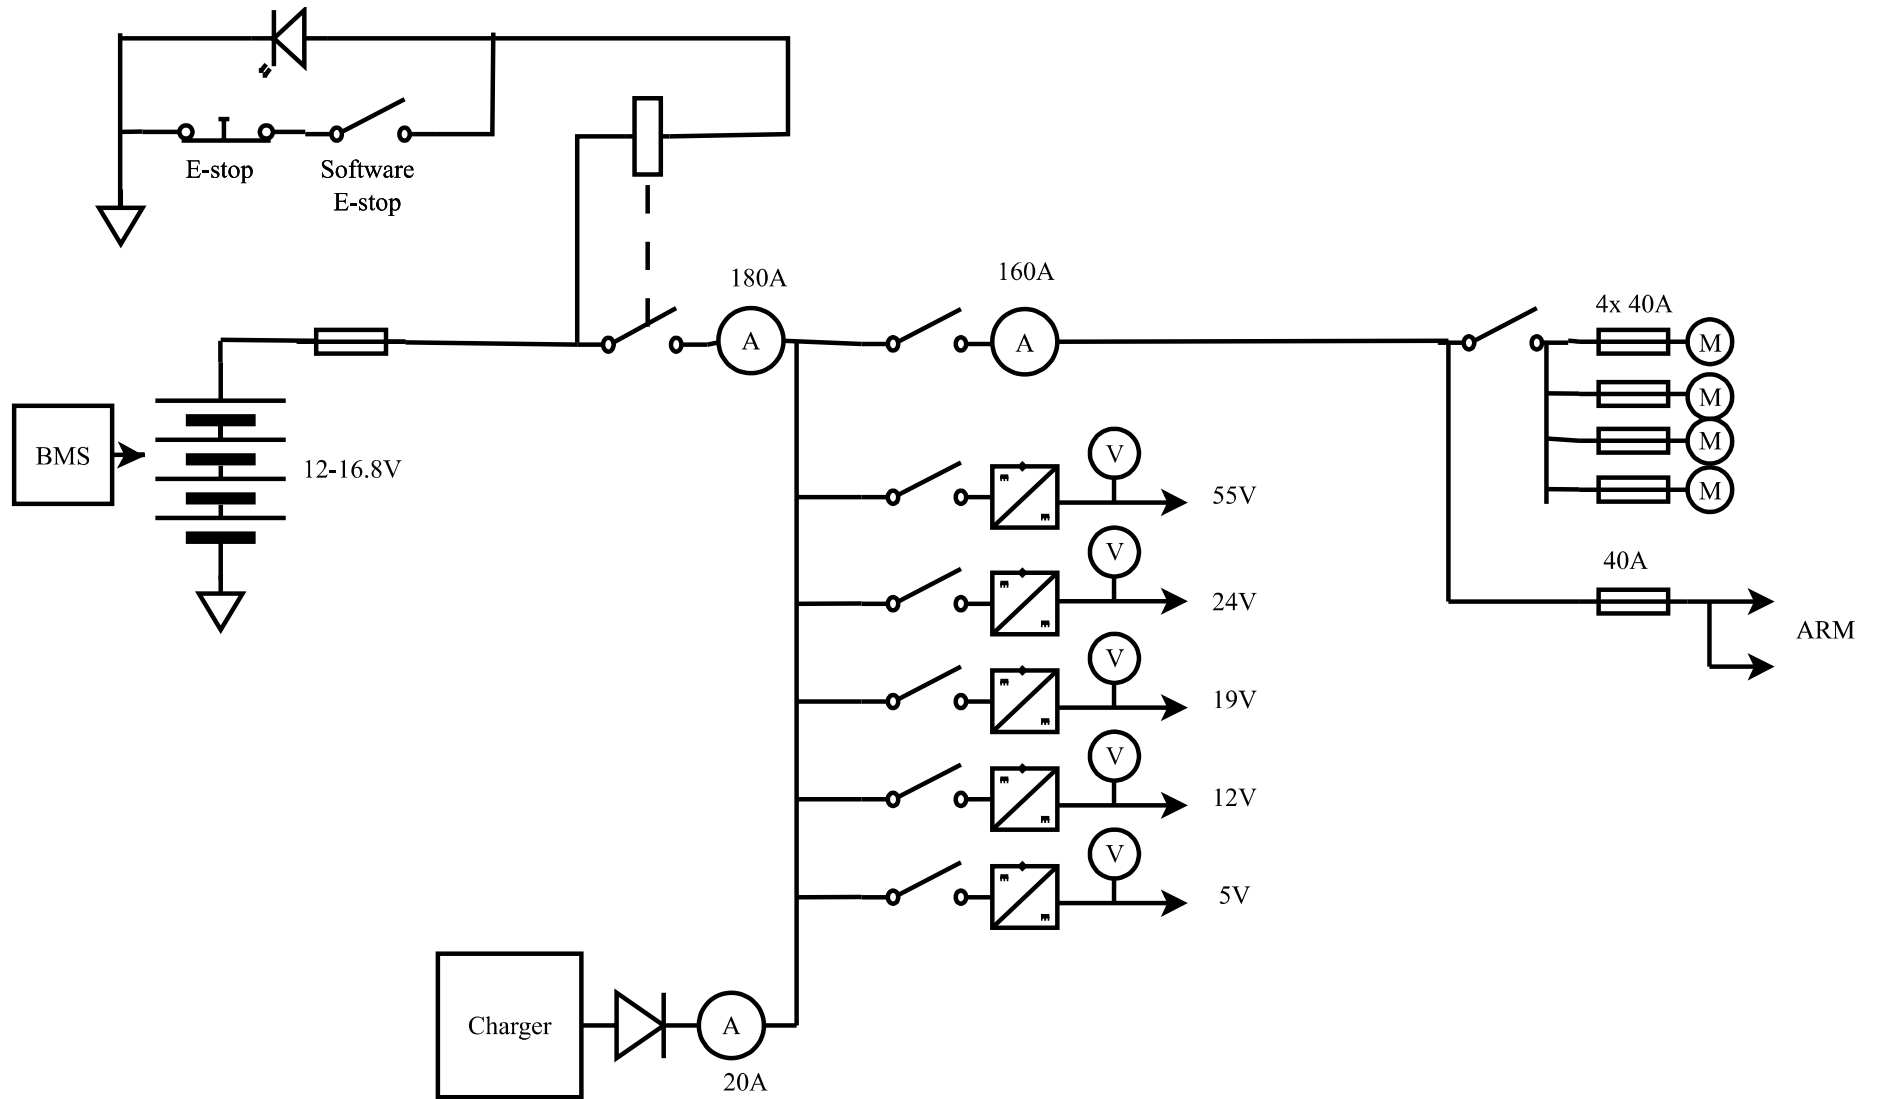 E-stop
Software
E-stop
180A
160A
4x 40A
A
A
M
M
M
M
BMS
12-16.8V
V
55V
V
24V
40A
ARM
V
19V
V
12V
V
5V
Charger
A
20A